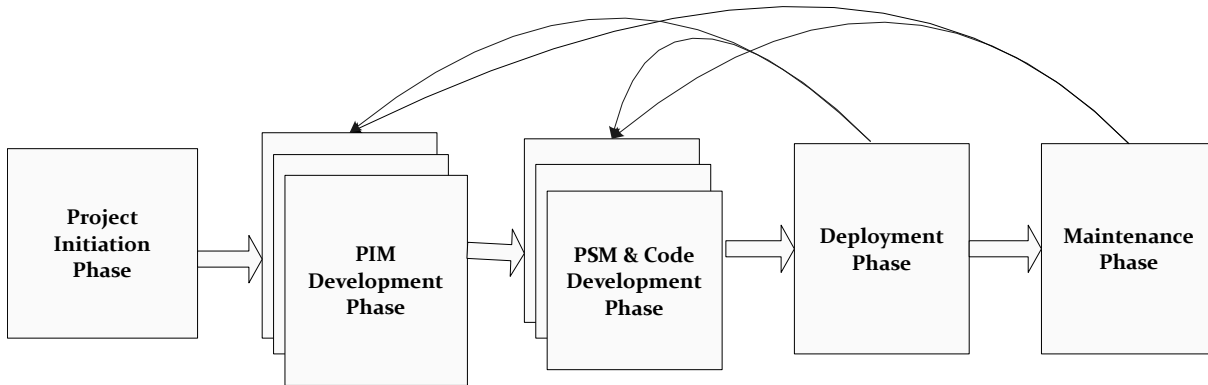 Project
Initiation
Phase
PIM
Development
Phase
PSM & Code
Development
Phase
Deployment
Phase
Maintenance
Phase